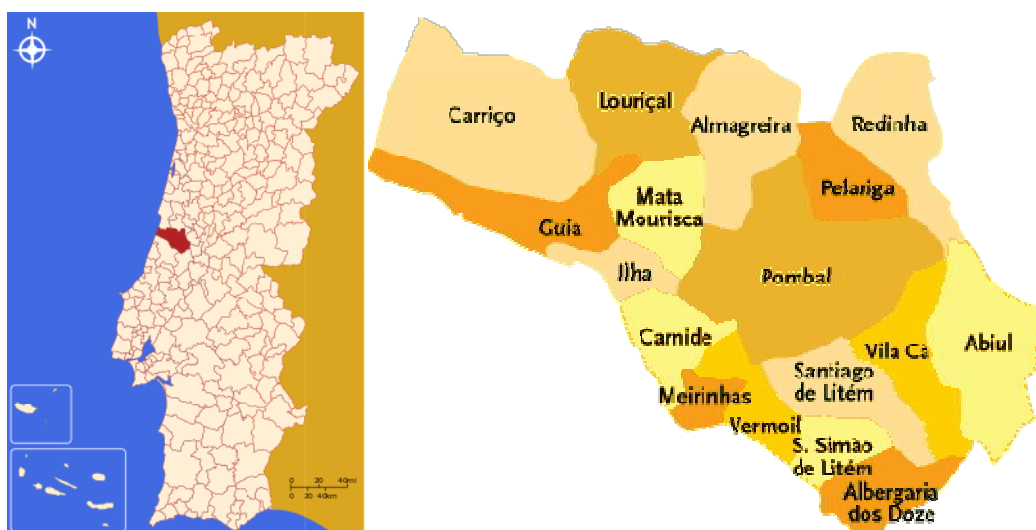 N
0 20 40mi
0 20 40km
Carriço
Louriçal
Almagreira
Redinha
Pelariga
Mata
Mourisca
Guia
Ilha
Pombal
Carnide
Vila Cã
Abiul
Santiago
de Litém
Meirinhas
Vermoil
S. Simão
de Litém
Albergaria
dos Doze